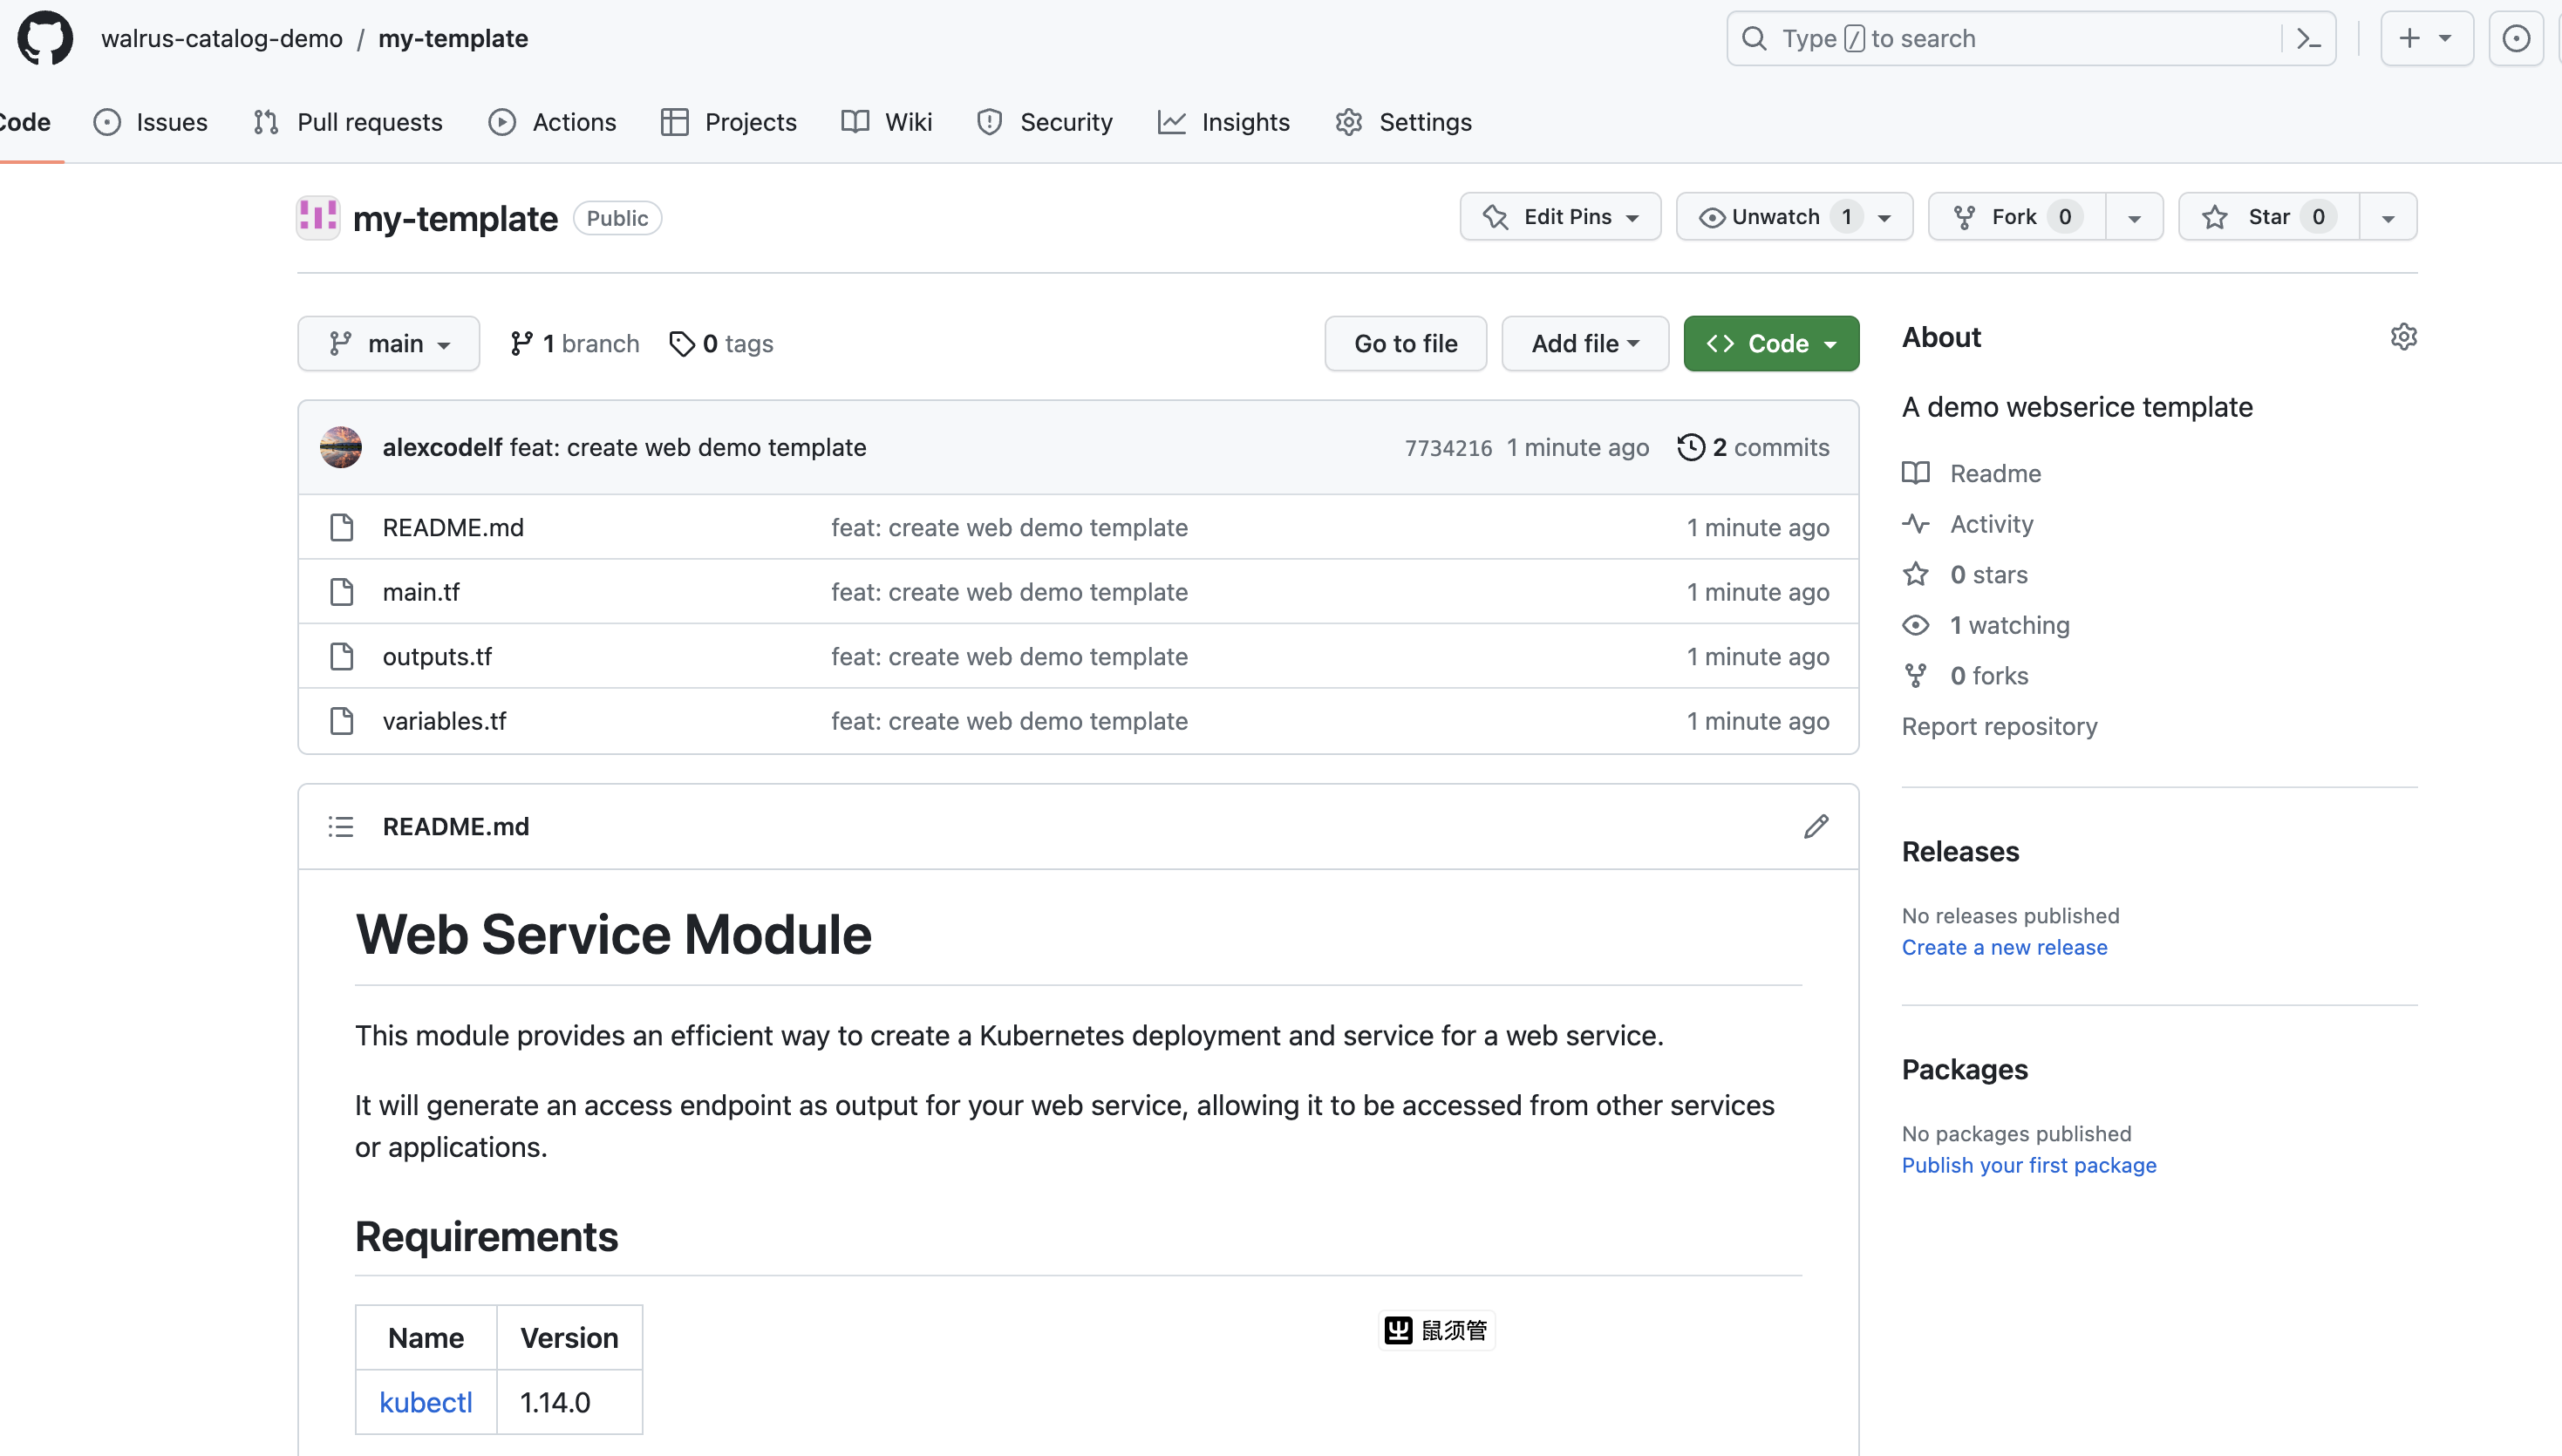 walrus-catalog-demo / my-template
Type / to search
Code Issues Pull requests Actions Projects Wiki Security Insights Settings
my-template Public
Edit Pins Unwatch 1 Fork 0 Star 0
main 1 branch 0 tags
Go to file Add file Code
alexcodelf feat: create web demo template 7734216 1 minute ago 2 commits
README.md feat: create web demo template 1 minute ago
main.tf feat: create web demo template 1 minute ago
outputs.tf feat: create web demo template 1 minute ago
variables.tf feat: create web demo template 1 minute ago
README.md
Web Service Module
This module provides an efficient way to create a Kubernetes deployment and service for a web service.
It will generate an access endpoint as output for your web service, allowing it to be accessed from other services
or applications.
Requirements
Name Version
kubectl 1.14.0
鼠须管
About
A demo webserice template
Readme
Activity
0 stars
1 watching
0 forks
Report repository
Releases
No releases published
Create a new release
Packages
No packages published
Publish your first package